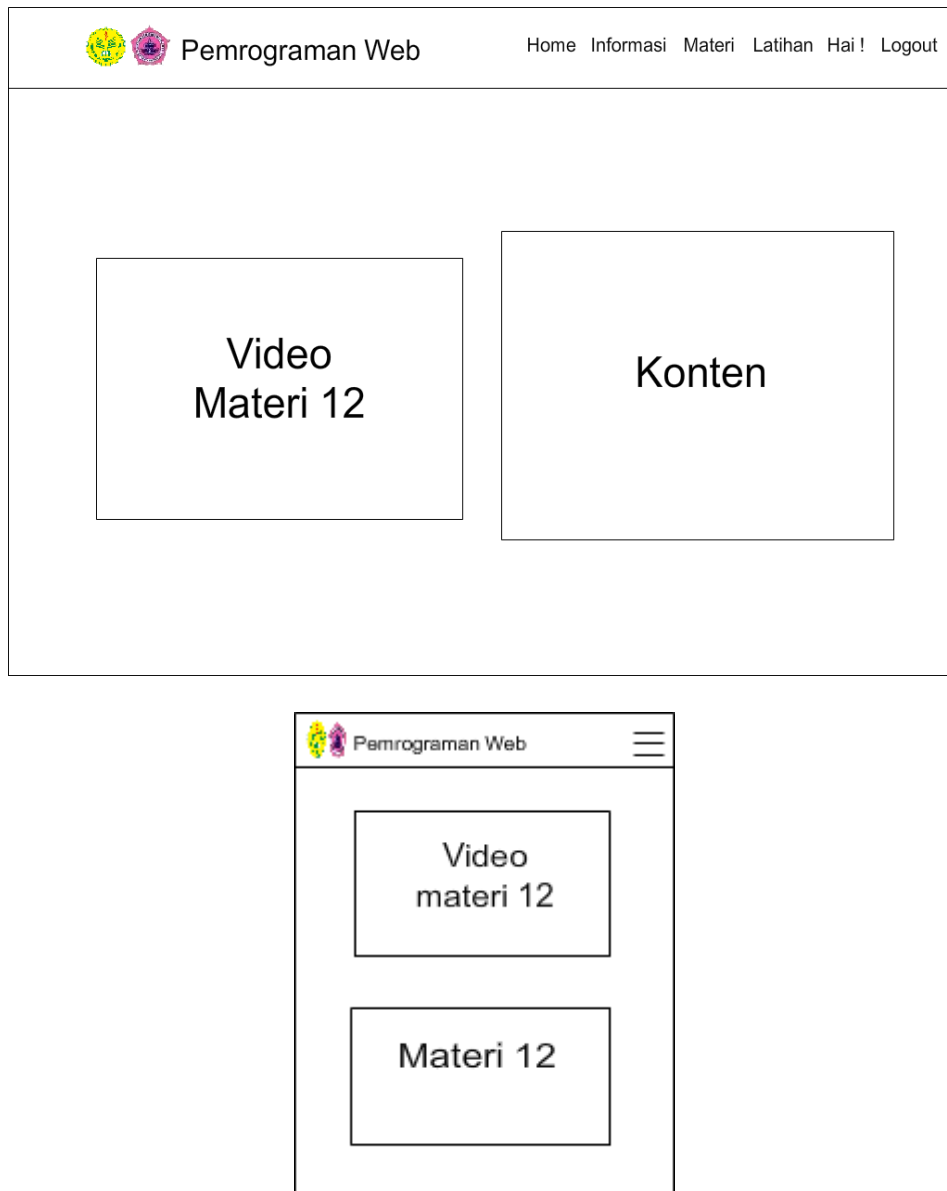 Pemrograman Web Home Informasi Materi Latihan Hai ! Logout
Video
Materi 12
Konten
Pemrograman Web
Video
materi 12
Materi 12